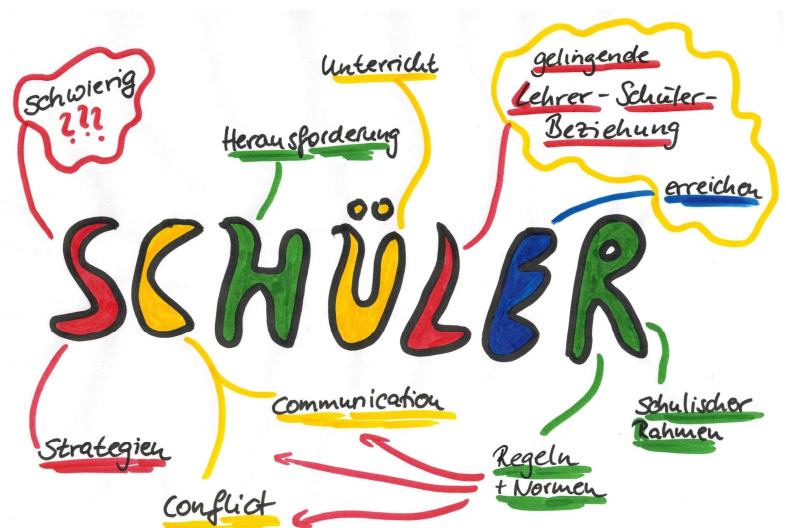 schwierig
???
Unterricht
Herausforderung
gelingende
Lehrer-Schüler-
Beziehung
erreichen
SCHÜLER
Communication
Strategien
Conflict
Regeln
+ Normen
Schulischer
Rahmen